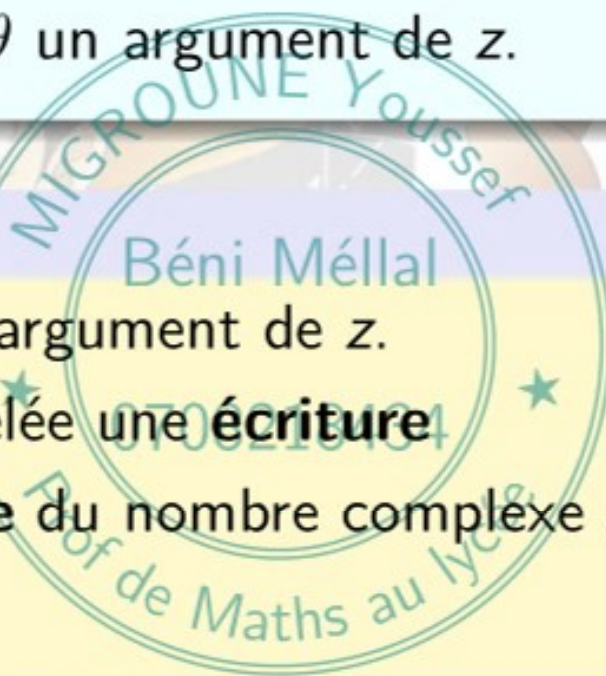 θ un argument de z.
MIGROUNE Youssef
Béni Méllal
argument de z.
une écriture
du nombre complexe
Prof de Maths au lycée